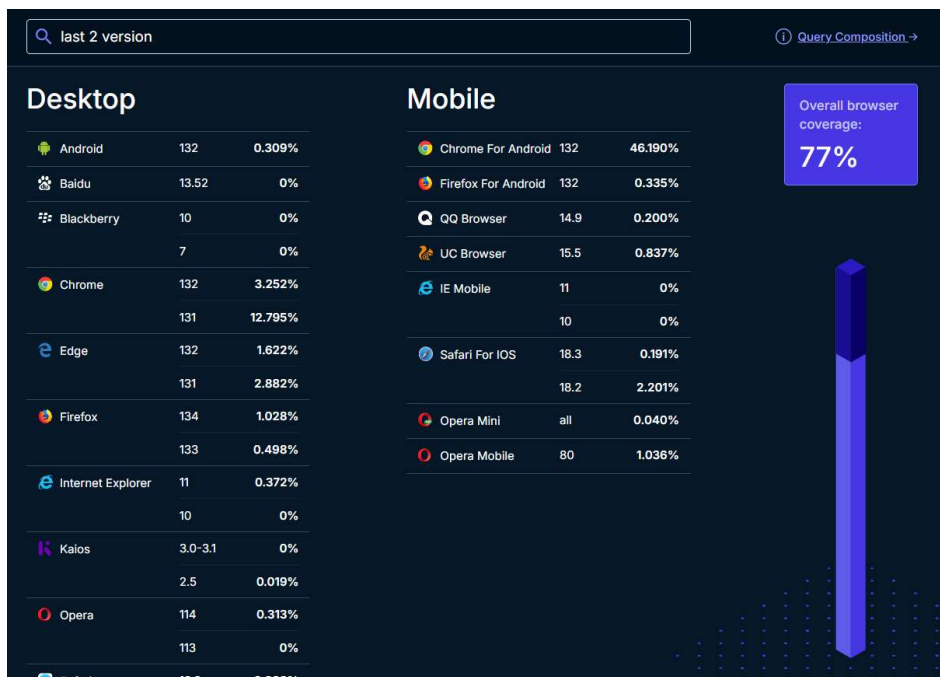 last 2 version
Query Composition →
Desktop
Android 132 0.309%
Baidu 13.52 0%
Blackberry 10 0%
7 0%
Chrome 132 3.252%
131 12.795%
Edge 132 1.622%
131 2.882%
Firefox 134 1.028%
133 0.498%
Internet Explorer 11 0.372%
10 0%
Kaios 3.0-3.1 0%
2.5 0.019%
Opera 114 0.313%
113 0%
Mobile
Chrome For Android 132 46.190%
Firefox For Android 132 0.335%
QQ Browser 14.9 0.200%
UC Browser 15.5 0.837%
IE Mobile 11 0%
10 0%
Safari For IOS 18.3 0.191%
18.2 2.201%
Opera Mini all 0.040%
Opera Mobile 80 1.036%
Overall browser
coverage:
77%